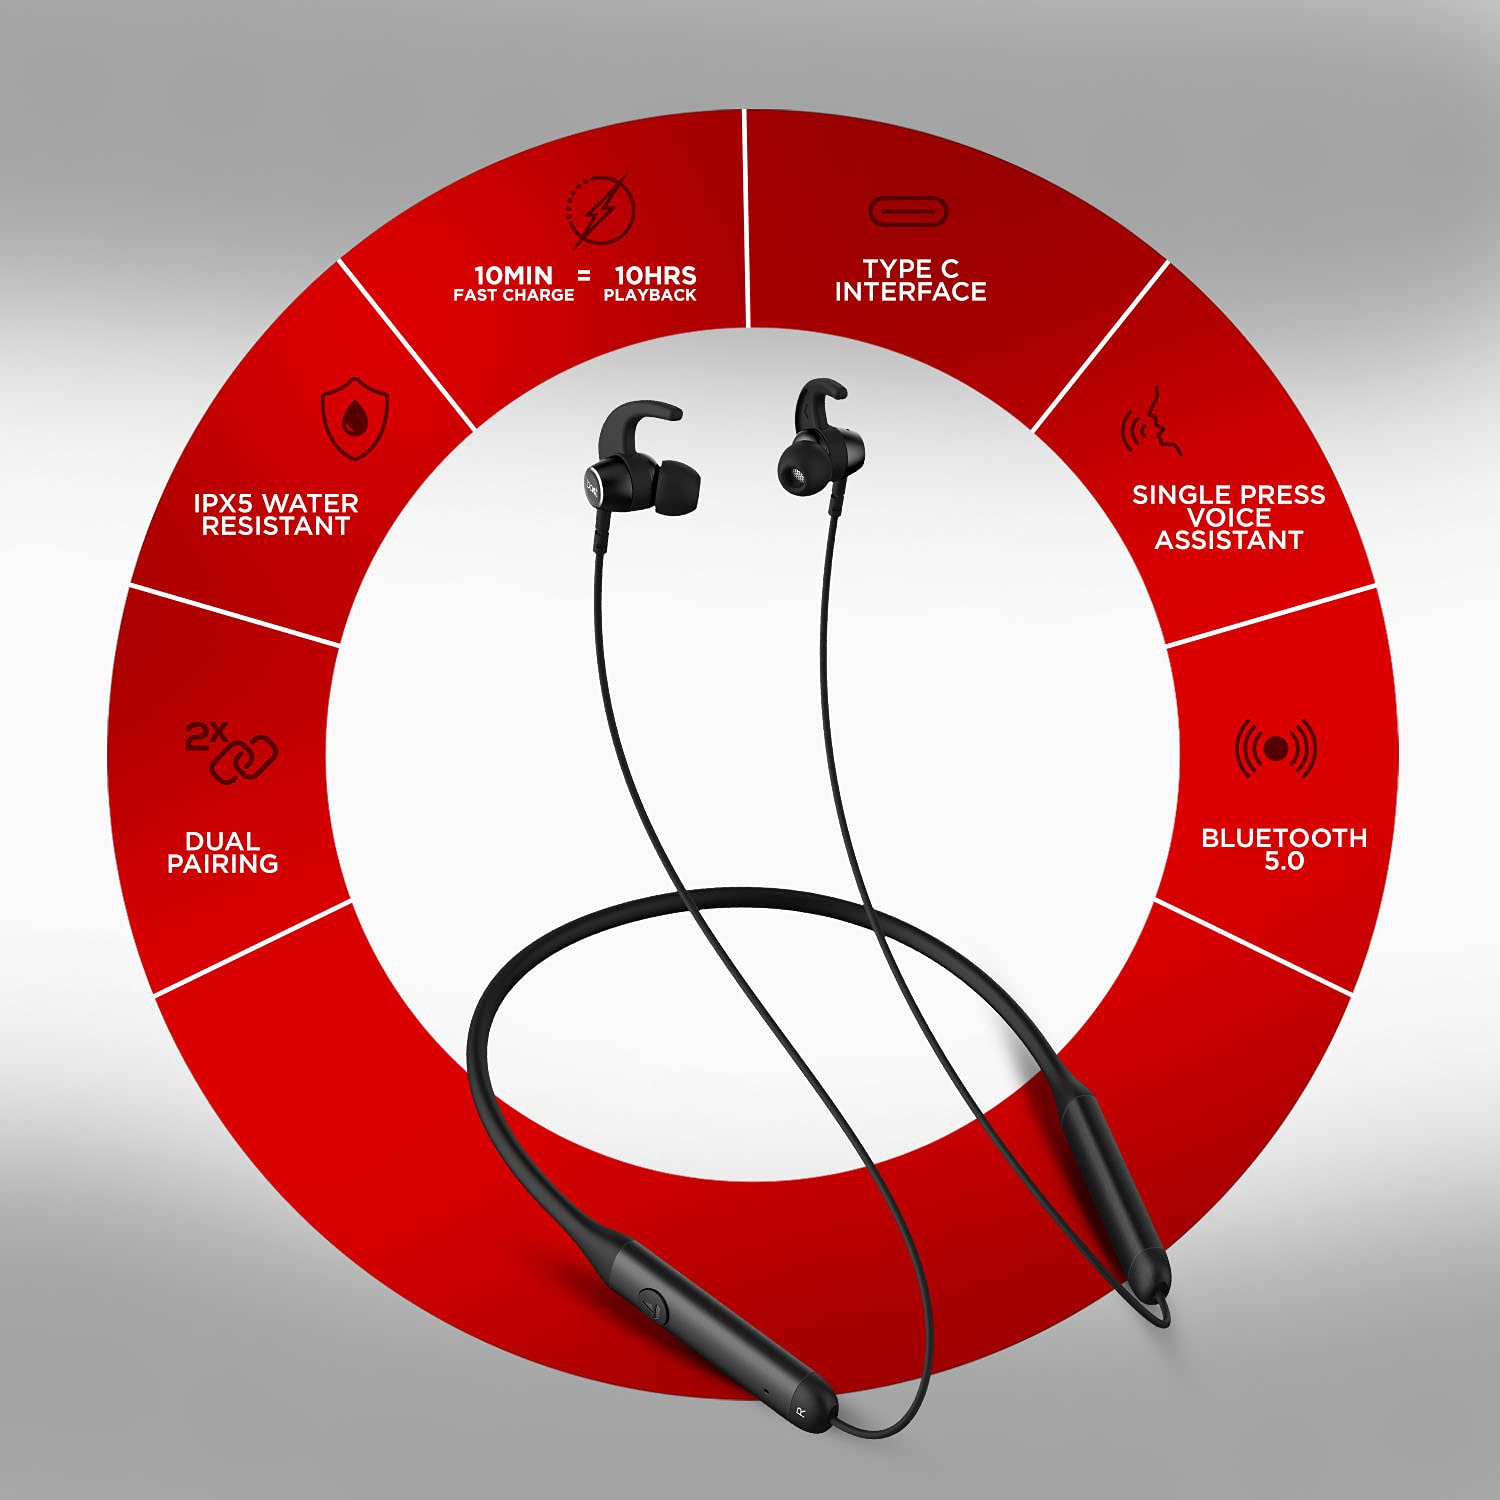 10MIN = 10HRS
FAST CHARGE PLAYBACK
TYPE C
INTERFACE
IPX5 WATER
RESISTANT
SINGLE PRESS
VOICE
ASSISTANT
2X
DUAL
PAIRING
BLUETOOTH
5.0
boAt
R